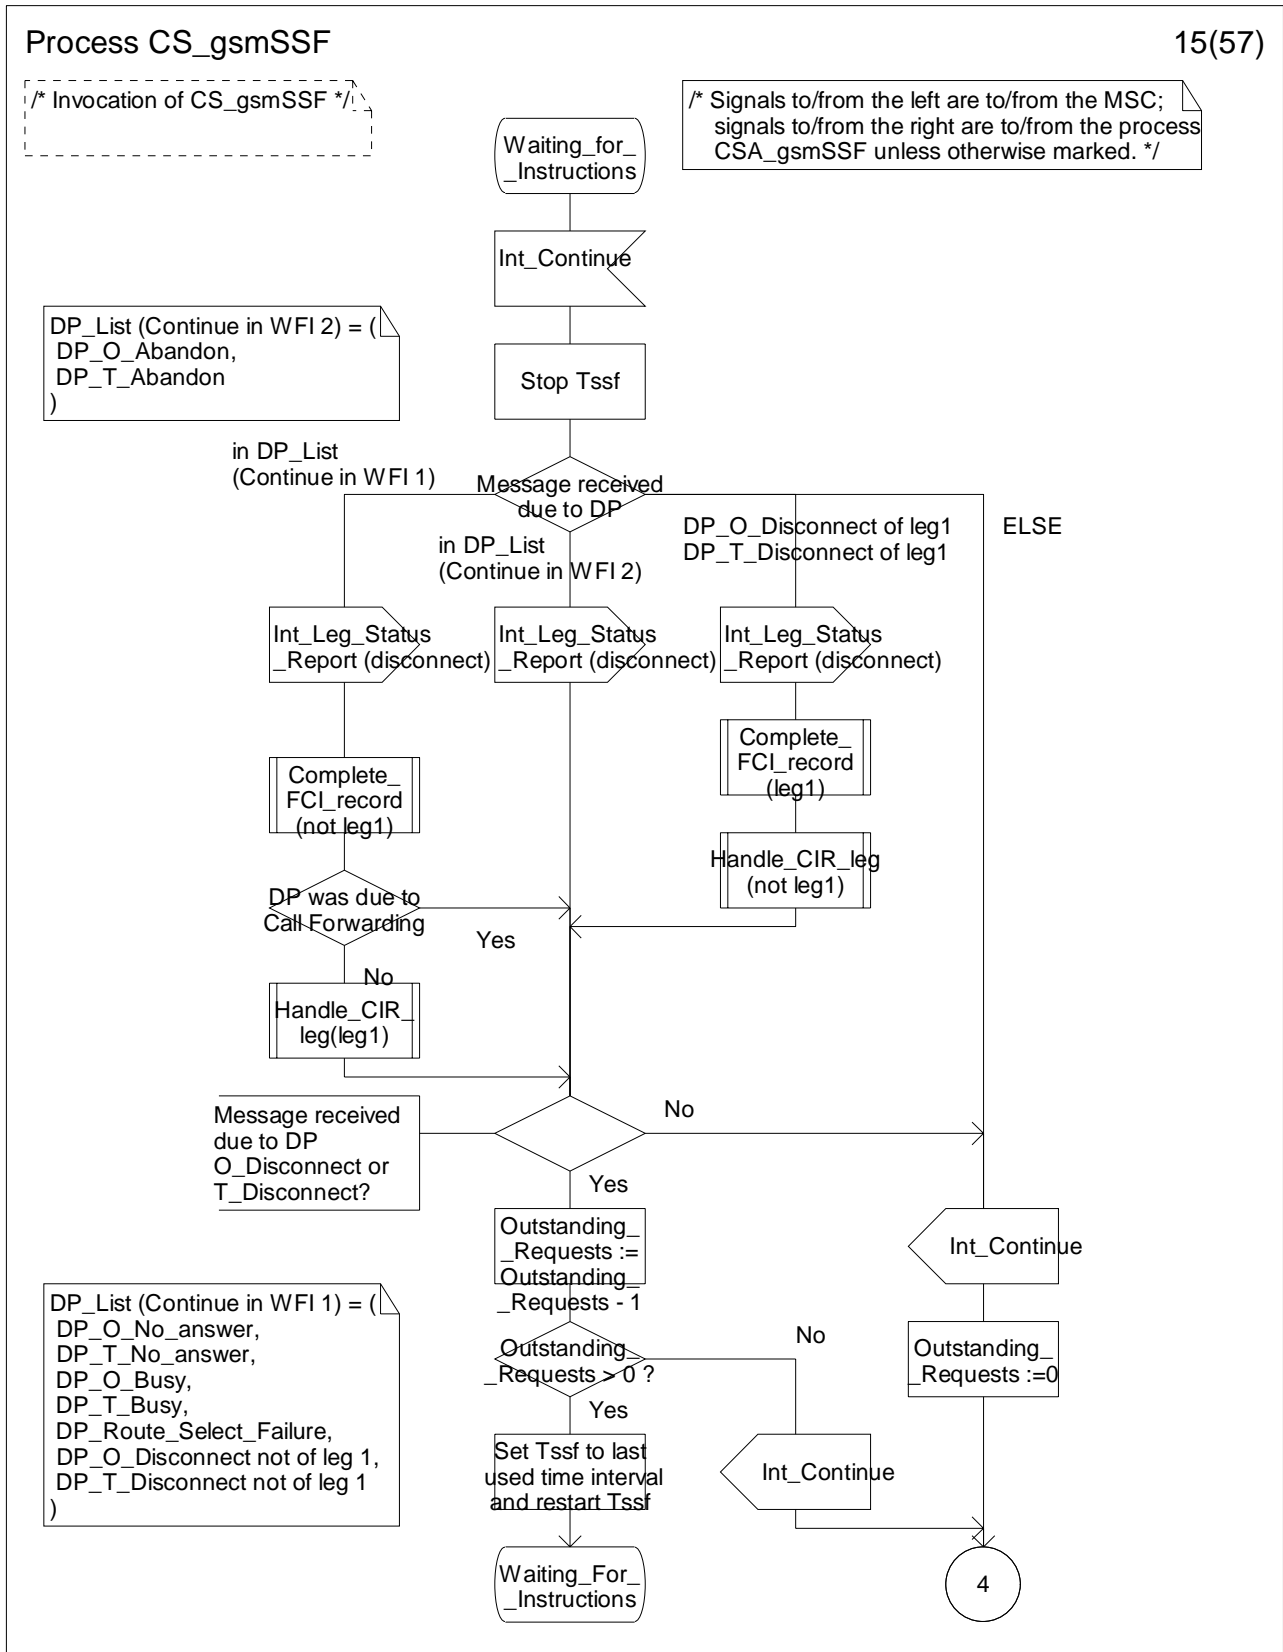 Process CS_gsmSSF
15(57)
/* Invocation of CS_gsmSSF */
/* Signals to/from the left are to/from the MSC;
signals to/from the right are to/from the process
CSA_gsmSSF unless otherwise marked. */
Waiting_for_
_Instructions
Int_Continue
DP_List (Continue in WFI 2) = (
DP_O_Abandon,
DP_T_Abandon
)
Stop Tssf
in DP_List
(Continue in WFI 1)
Message received
due to DP
in DP_List
(Continue in WFI 2)
DP_O_Disconnect of leg1
DP_T_Disconnect of leg1
ELSE
Int_Leg_Status
_Report (disconnect)
Int_Leg_Status
_Report (disconnect)
Int_Leg_Status
_Report (disconnect)
Complete_
FCI_record
(not leg1)
Complete_
FCI_record
(leg1)
Handle_CIR_leg
(not leg1)
DP was due to
Call Forwarding
Yes
No
Handle_CIR_
leg(leg1)
Message received
due to DP
O_Disconnect or
T_Disconnect?
No
Yes
Outstanding_
_Requests :=
Outstanding_
_Requests - 1
Int_Continue
DP_List (Continue in WFI 1) = (
DP_O_No_answer,
DP_T_No_answer,
DP_O_Busy,
DP_T_Busy,
DP_Route_Select_Failure,
DP_O_Disconnect not of leg 1,
DP_T_Disconnect not of leg 1
)
Outstanding_
_Requests > 0 ?
No
Outstanding_
_Requests :=0
Yes
Set Tssf to last
used time interval
and restart Tssf
Int_Continue
Waiting_For_
_Instructions
4